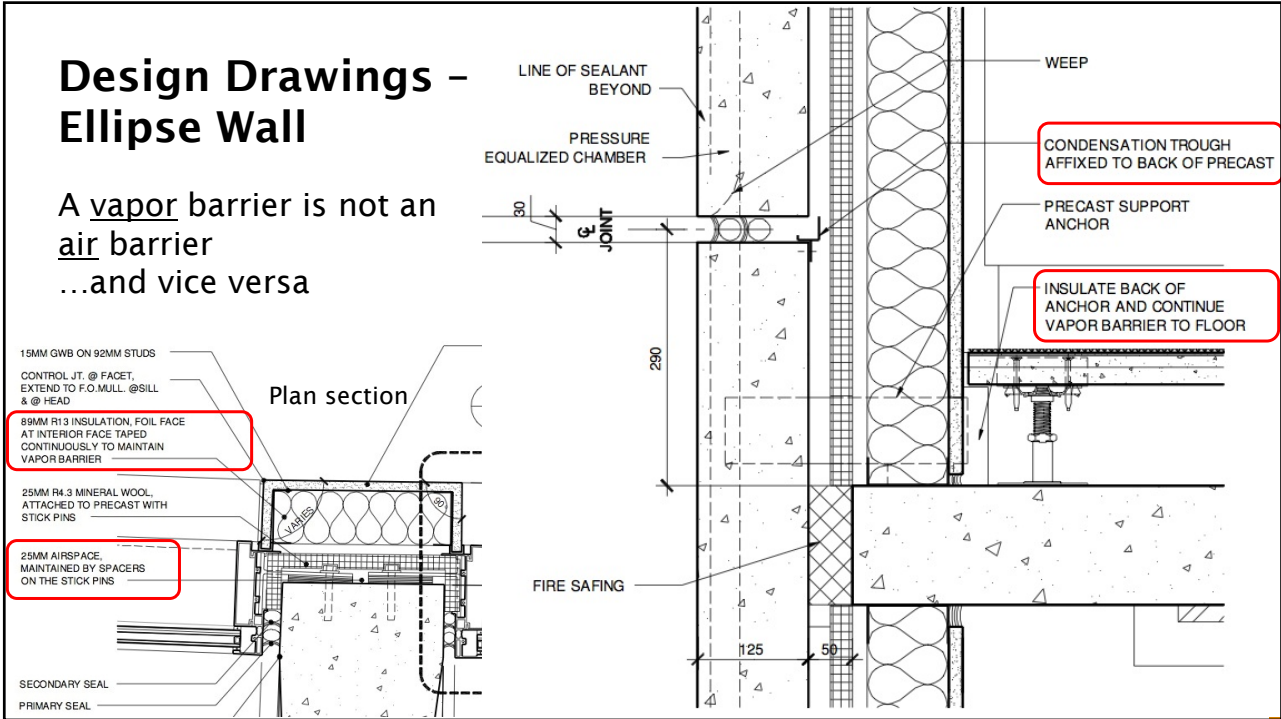 Design Drawings –
Ellipse Wall
A vapor barrier is not an
air barrier
…and vice versa
15MM GWB ON 92MM STUDS
CONTROL JT. @ FACET,
EXTEND TO F.O.MULL. @SILL
& @ HEAD
Plan section
89MM R13 INSULATION, FOIL FACE
AT INTERIOR FACE TAPED
CONTINUOUSLY TO MAINTAIN
VAPOR BARRIER
25MM R4.3 MINERAL WOOL,
ATTACHED TO PRECAST WITH
STICK PINS
25MM AIRSPACE,
MAINTAINED BY SPACERS
ON THE STICK PINS
SECONDARY SEAL
PRIMARY SEAL
VARIES
90
LINE OF SEALANT
BEYOND
PRESSURE
EQUALIZED CHAMBER
30
℄
JOINT
290
FIRE SAFING
125
50
WEEP
CONDENSATION TROUGH
AFFIXED TO BACK OF PRECAST
PRECAST SUPPORT
ANCHOR
INSULATE BACK OF
ANCHOR AND CONTINUE
VAPOR BARRIER TO FLOOR